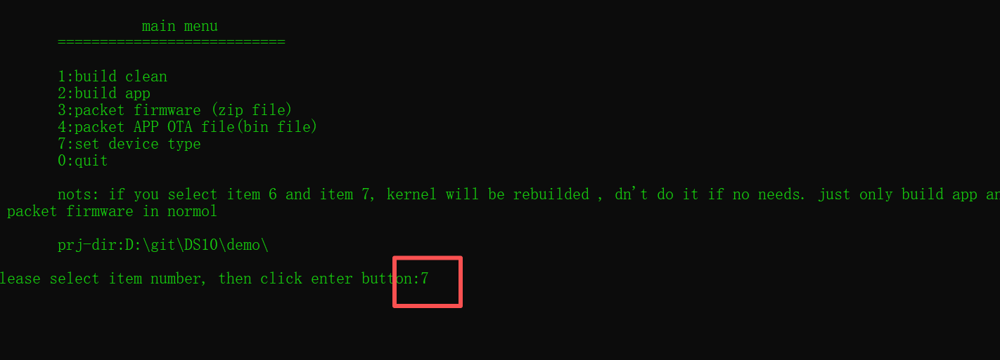 main menu
===========================
1:build clean
2:build app
3:packet firmware (zip file)
4:packet APP OTA file(bin file)
7:set device type
0:quit
nots: if you select item 6 and item 7, kernel will be rebuilded , dn't do it if no needs. just only build app an
packet firmware in normol
prj-dir:D:\git\DS10\demo\
lease select item number, then click enter button:7